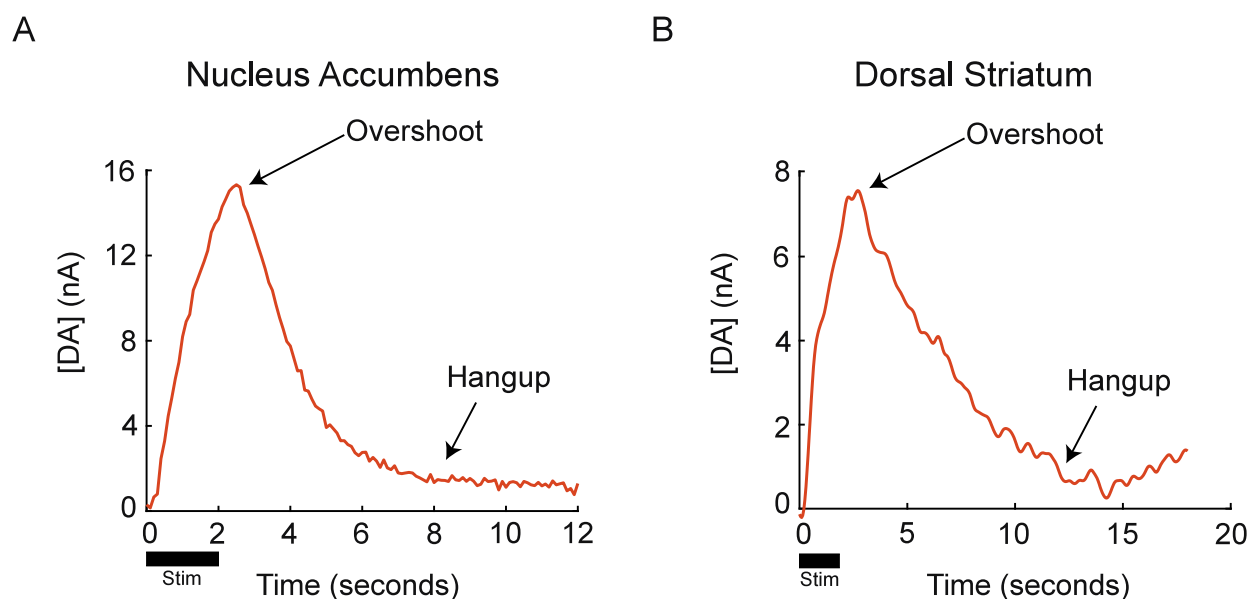 A
Nucleus Accumbens
Overshoot
Hangup
[DA] (nA)
16
12
8
4
0
0 2 4 6 8 10 12
Stim
Time (seconds)
B
Dorsal Striatum
Overshoot
Hangup
[DA] (nA)
8
6
4
2
0
0 5 10 15 20
Stim
Time (seconds)